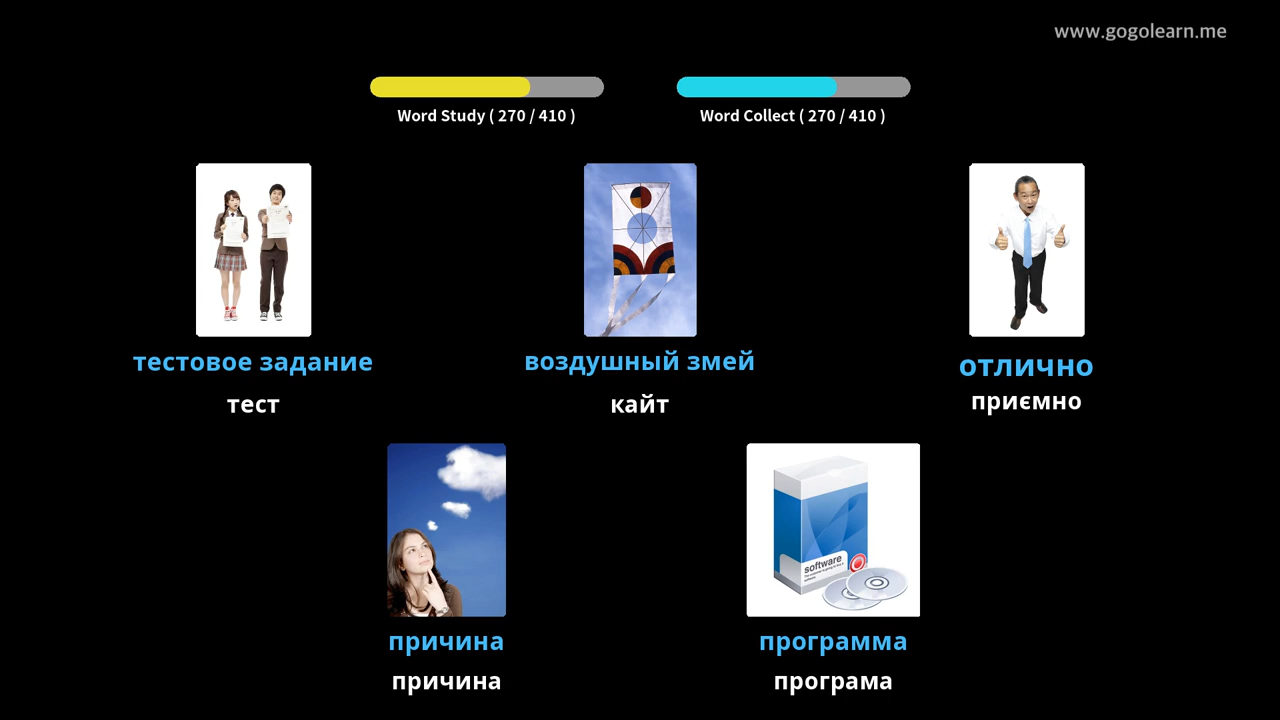 www.gogolearn.me
Word Study ( 270 / 410 )
Word Collect ( 270 / 410 )
тестовое задание
тест
воздушный змей
кайт
отлично
приємно
software
причина
причина
программа
програма